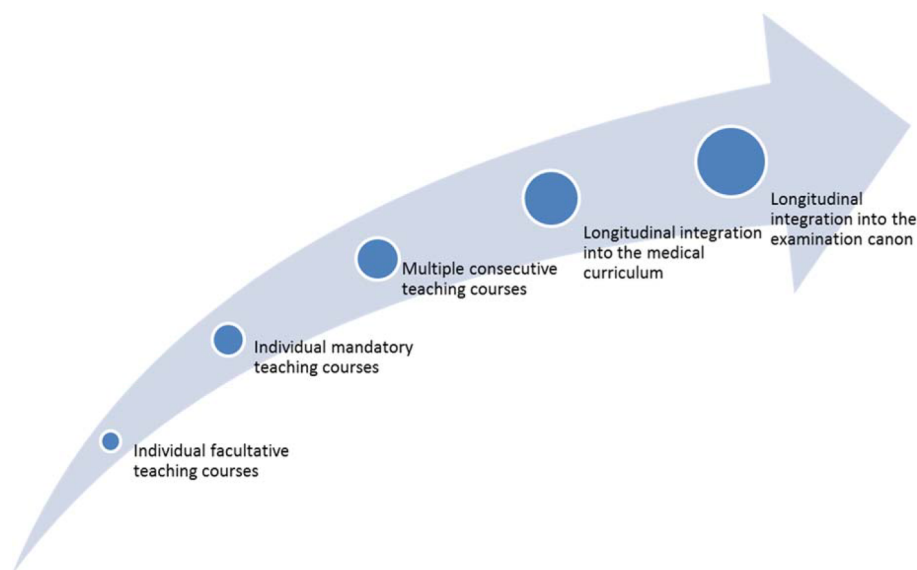 Longitudinal
integration into the
examination canon
Longitudinal integration
into the medical
curriculum
Multiple consecutive
teaching courses
Individual mandatory
teaching courses
Individual facultative
teaching courses